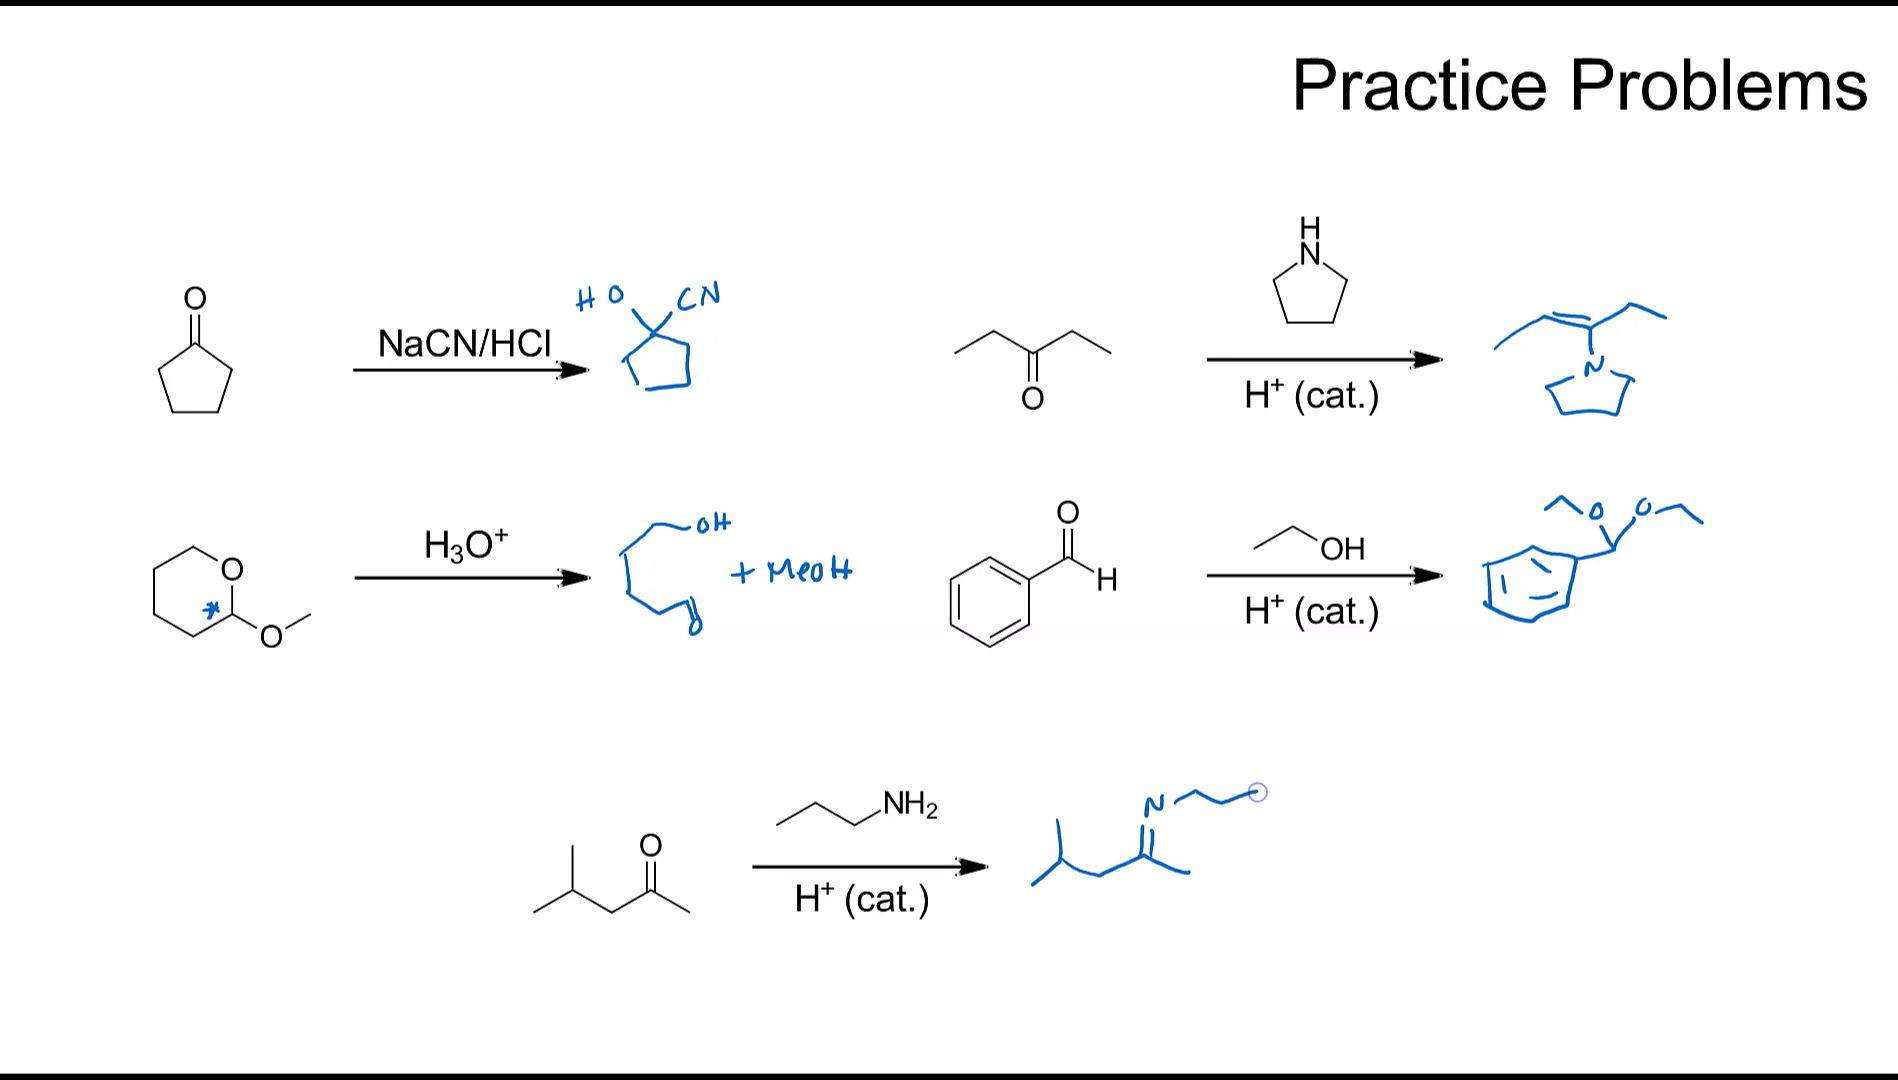 Practice Problems
O
NaCN/HCl
HO CN
O
H
N
H⁺ (cat.)
N
O
O
H₃O⁺
*
OH
+ MeOH
O
O
H
OH
H⁺ (cat.)
O O
O
NH₂
H⁺ (cat.)
N